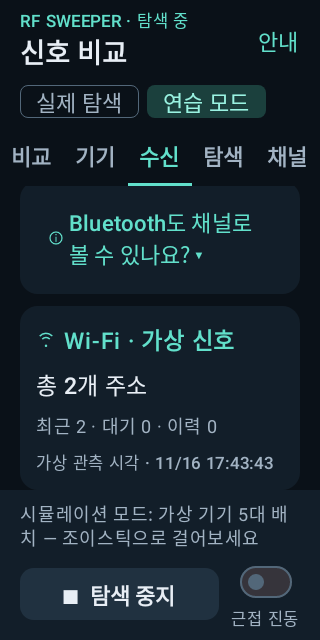 RF SWEEPER · 탐색 중
신호 비교
안내
실제 탐색
연습 모드
비교 기기 수신 탐색 채널
Bluetooth도 채널로
볼 수 있나요? ▾
Wi-Fi · 가상 신호
총 2개 주소
최근 2 · 대기 0 · 이력 0
가상 관측 시각 · 11/16 17:43:43
시뮬레이션 모드: 가상 기기 5대 배
치 — 조이스틱으로 걸어보세요
■ 탐색 중지
근접 진동